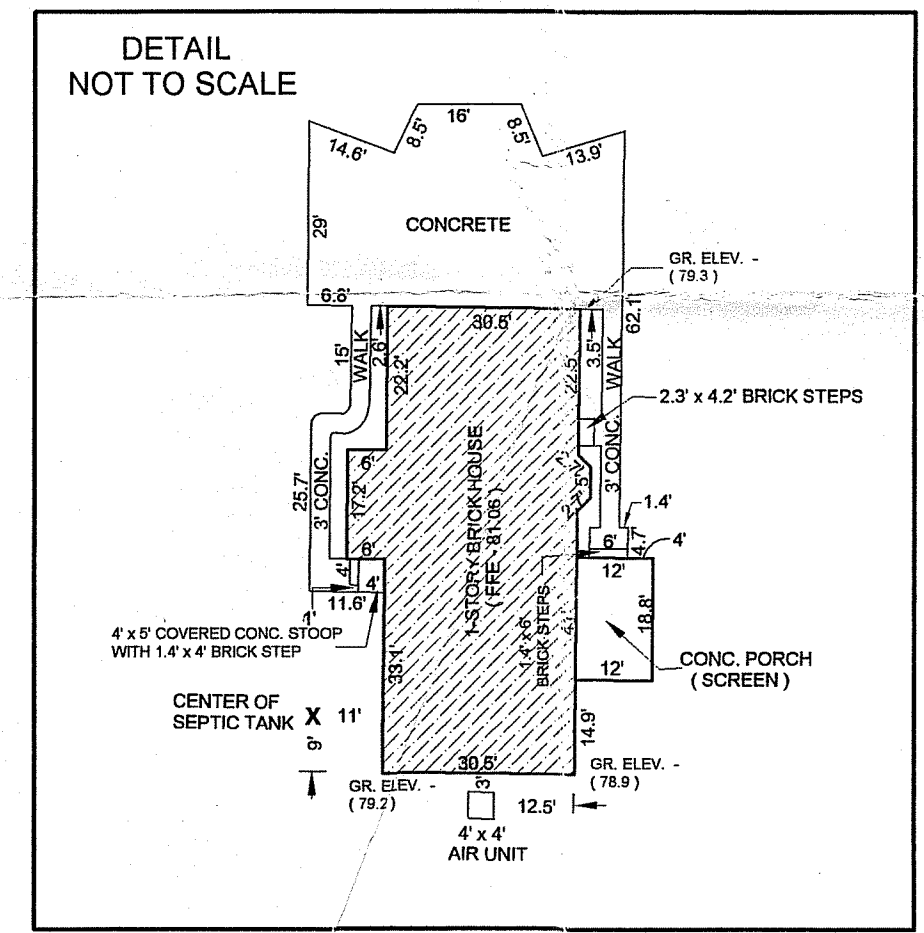 DETAIL
NOT TO SCALE
16'
8.5'
8.5'
14.6'
13.9'
29'
CONCRETE
GR. ELEV. -
( 79.3 )
6.8'
30.5'
62.1'
15'
WALK
2.6'
22.2'
22.5'
3.5'
WALK
2.3' x 4.2' BRICK STEPS
25.7'
3' CONC.
6'
17.2'
6'
1-STORY BRICK HOUSE
( FFE - 81.06 )
2.7'
5'
3' CONC.
1.4'
6'
4.7'
4'
4'
4'
11.6'
1'
12'
4' x 5' COVERED CONC. STOOP
WITH 1.4' x 4' BRICK STEP
1.4' x 6'
BRICK STEPS
18.8'
33.1'
12'
CONC. PORCH
( SCREEN )
CENTER OF
SEPTIC TANK X 11'
9'
14.9'
30.5'
GR. ELEV. -
( 79.2 )
GR. ELEV. -
( 78.9 )
3'
12.5'
4' x 4'
AIR UNIT